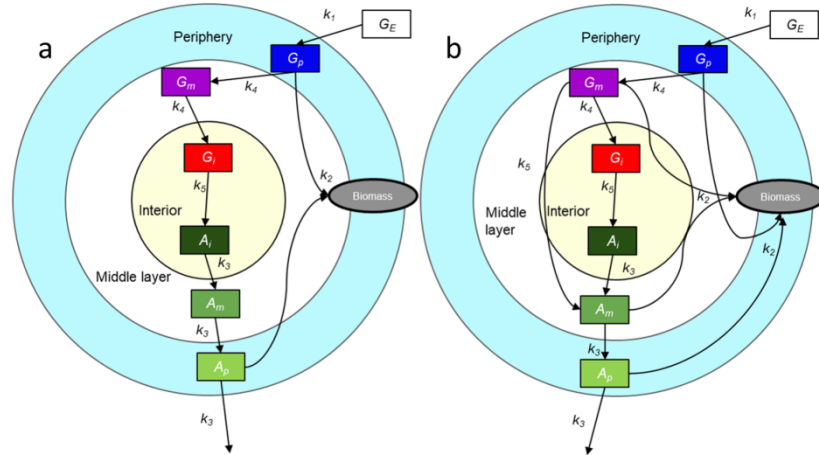 a
Periphery
k1
GE
Gp
Gm
k4
k4
Gi
k5
k2
Biomass
Interior
Ai
k3
Middle layer
Am
k3
Ap
k3
b
Periphery
k1
GE
Gp
Gm
k4
k4
Gi
k5
k5
k2
Biomass
Middle
layer
Interior
Ai
k3
k2
Am
k3
Ap
k3